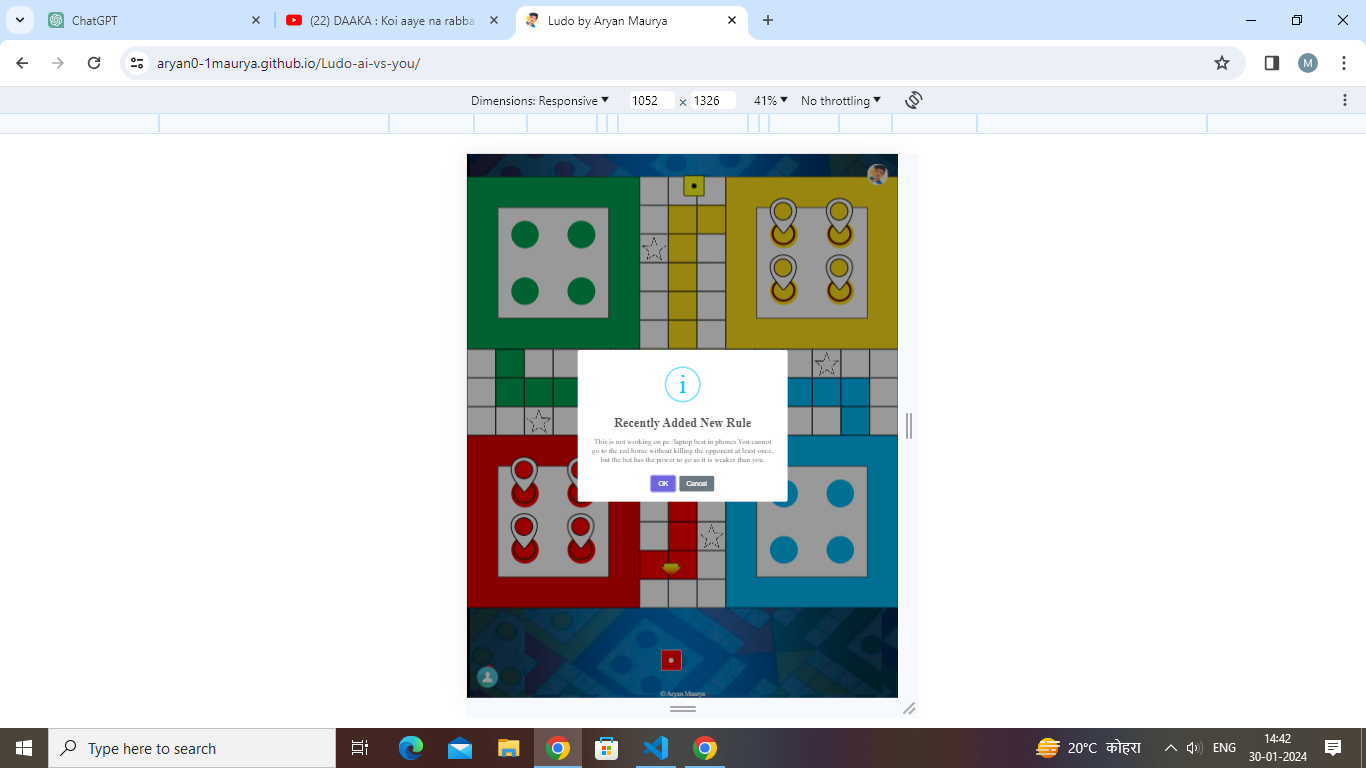 ChatGPT
(22) DAAKA : Koi aaye na rabba
Ludo by Aryan Maurya
aryan0-1maurya.github.io/Ludo-ai-vs-you/
M
Dimensions: Responsive 1052 × 1326 41% No throttling
i
Recently Added New Rule
This is not working on pc /laptop best in phones You cannot
go to the red home without killing the opponent at least once,
but the bot has the power to go as it is weaker than you.
OK Cancel
© Aryan Maurya
Type here to search
20°C कोहरा
ENG
14:42
30-01-2024